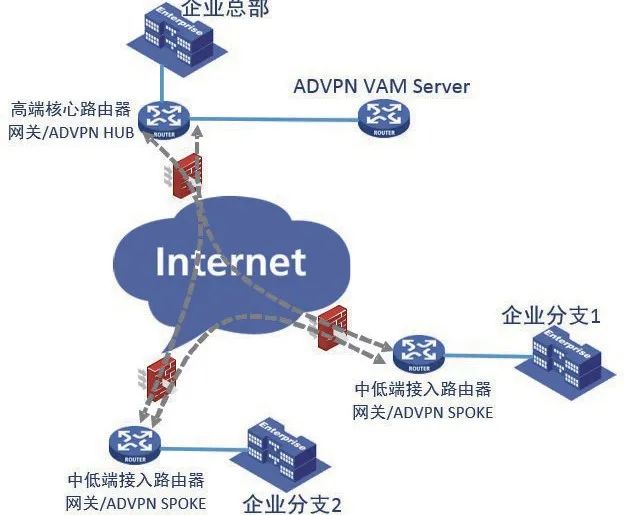 企业总部
Enterprise
ADVPN VAM Server
高端核心路由器
网关/ADVPN HUB
ROUTER
ROUTER
Internet
企业分支1
Enterprise
ROUTER
中低端接入路由器
网关/ADVPN SPOKE
Enterprise
ROUTER
中低端接入路由器
网关/ADVPN SPOKE
企业分支2